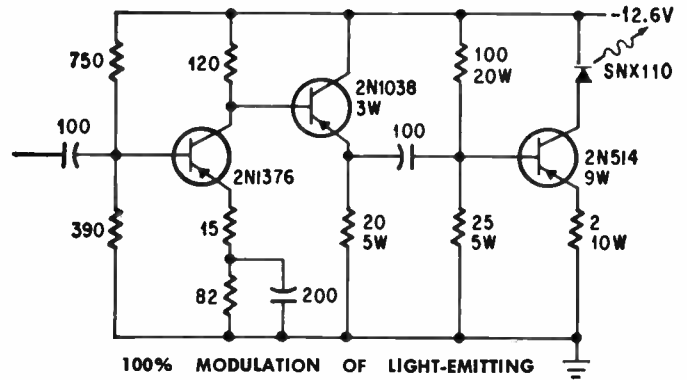 -12.6V
750
120
100
20W
SNX110
2N1038
3W
100
100
2N1376
2N514
9W
390
15
20
5W
25
5W
2
10W
82
200
100% MODULATION OF LIGHT-EMITTING